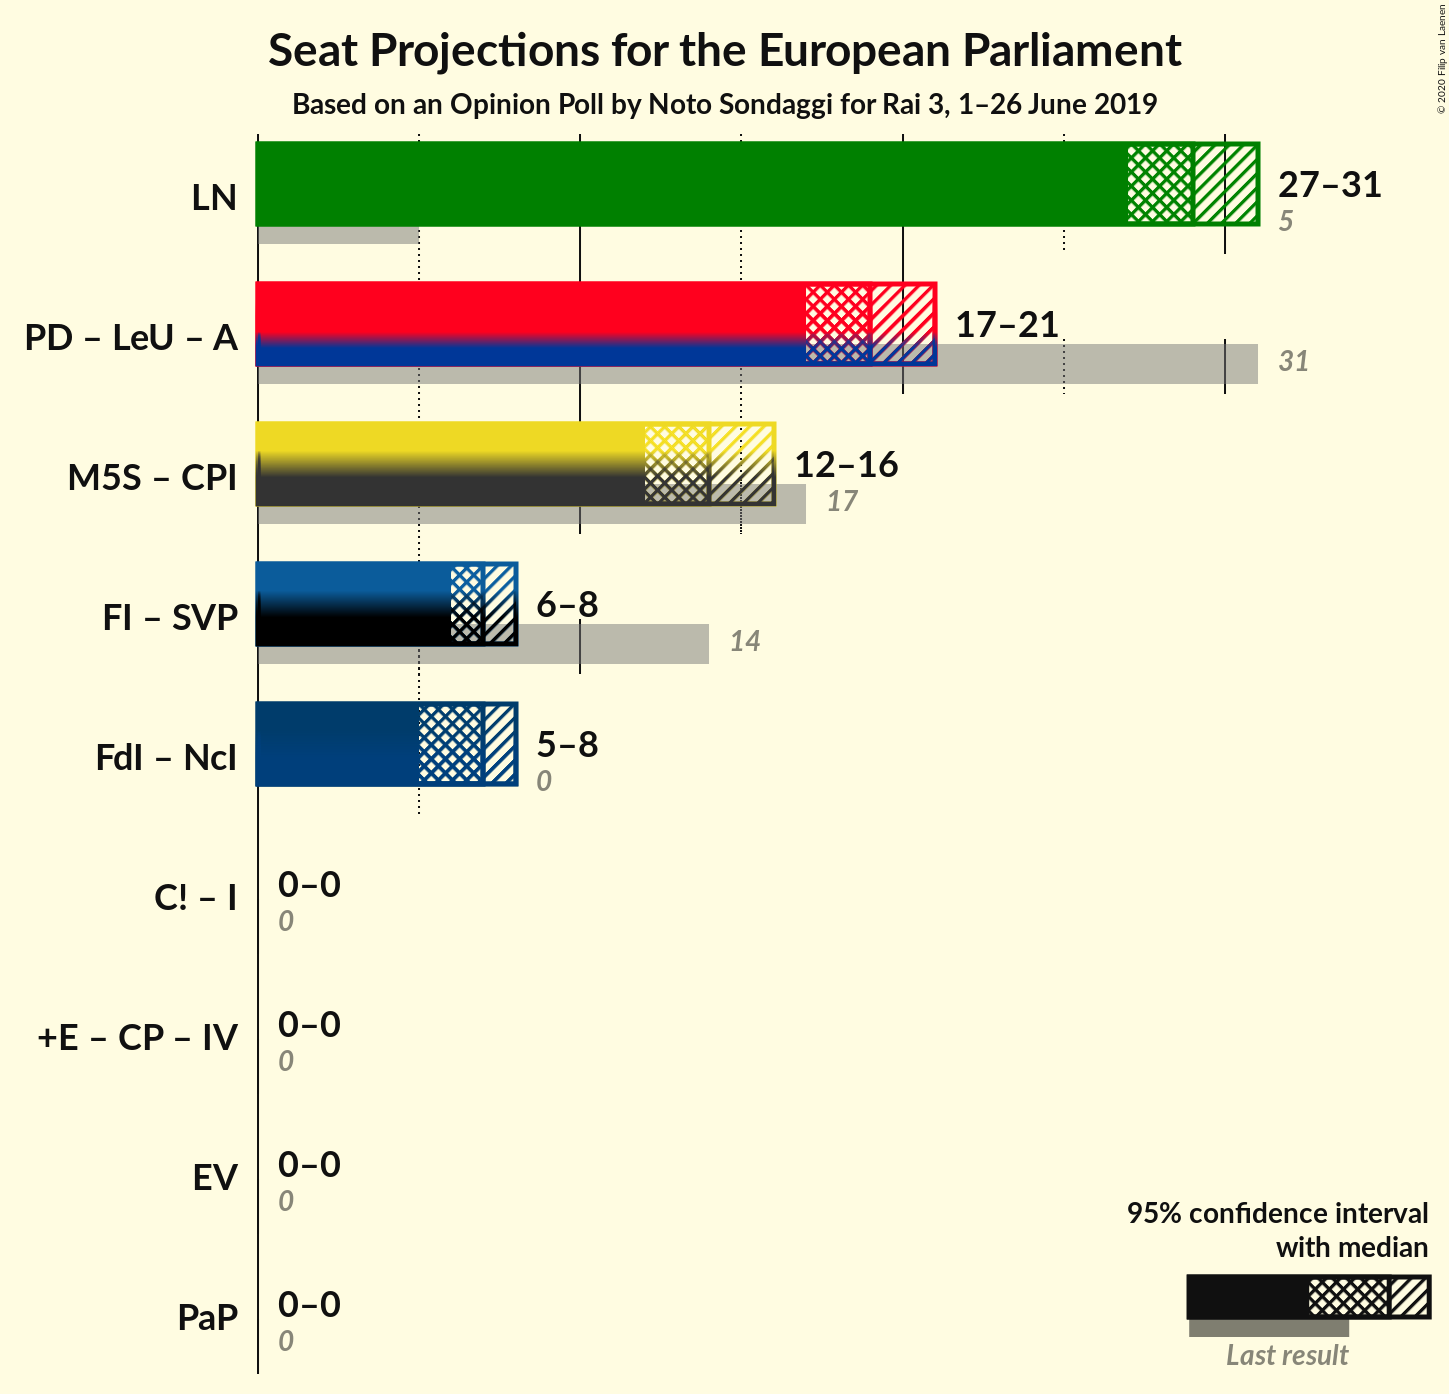 Seat Projections for the European Parliament
Based on an Opinion Poll by Noto Sondaggi for Rai 3, 1–26 June 2019
© 2020 Filip van Laenen
LN
27–31
5
PD – LeU – A
17–21
31
M5S – CPI
12–16
17
FI – SVP
6–8
14
FdI – NcI
5–8
0
C! – I
0–0
0
+E – CP – IV
0–0
0
EV
0–0
0
PaP
0–0
0
95% confidence interval
with median
Last result